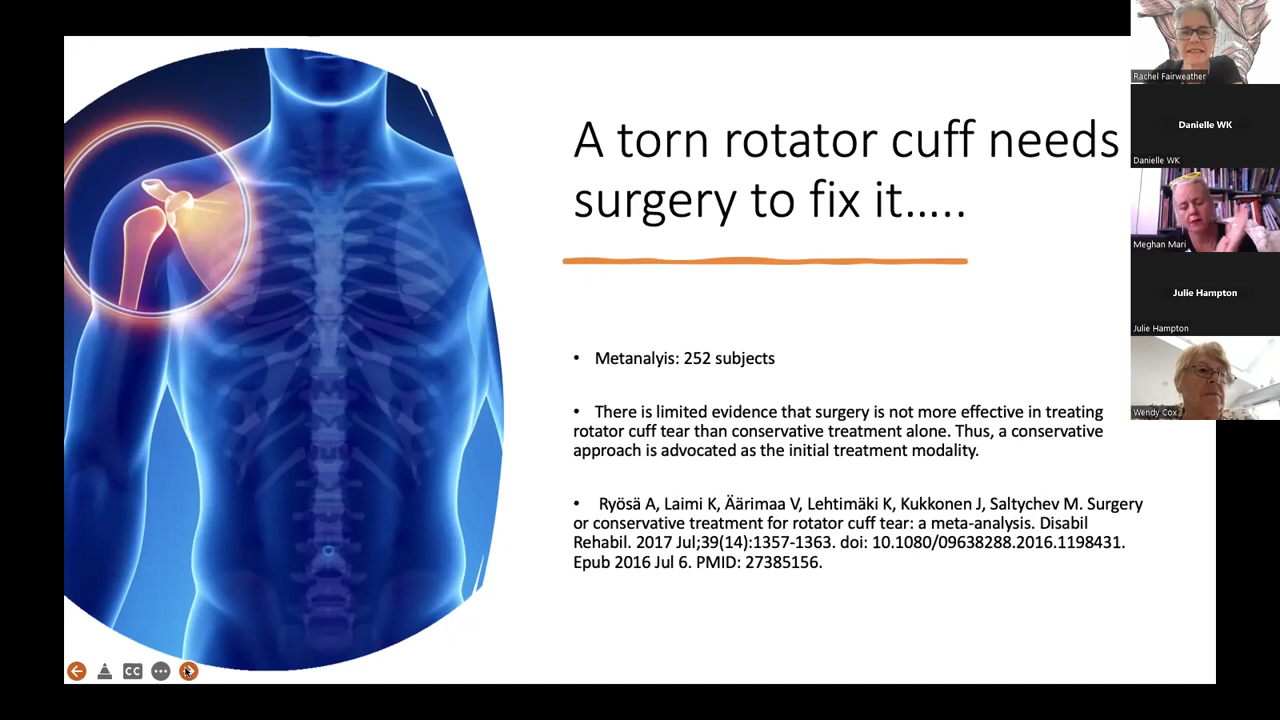 A torn rotator cuff needs
surgery to fix it.....
• Metanalyis: 252 subjects
• There is limited evidence that surgery is not more effective in treating
rotator cuff tear than conservative treatment alone. Thus, a conservative
approach is advocated as the initial treatment modality.
• Ryösä A, Laimi K, Äärimaa V, Lehtimäki K, Kukkonen J, Saltychev M. Surgery
or conservative treatment for rotator cuff tear: a meta-analysis. Disabil
Rehabil. 2017 Jul;39(14):1357-1363. doi: 10.1080/09638288.2016.1198431.
Epub 2016 Jul 6. PMID: 27385156.
CC
Rachel Fairweather
Danielle WK
Danielle WK
Meghan Mari
Julie Hampton
Julie Hampton
Wendy Cox